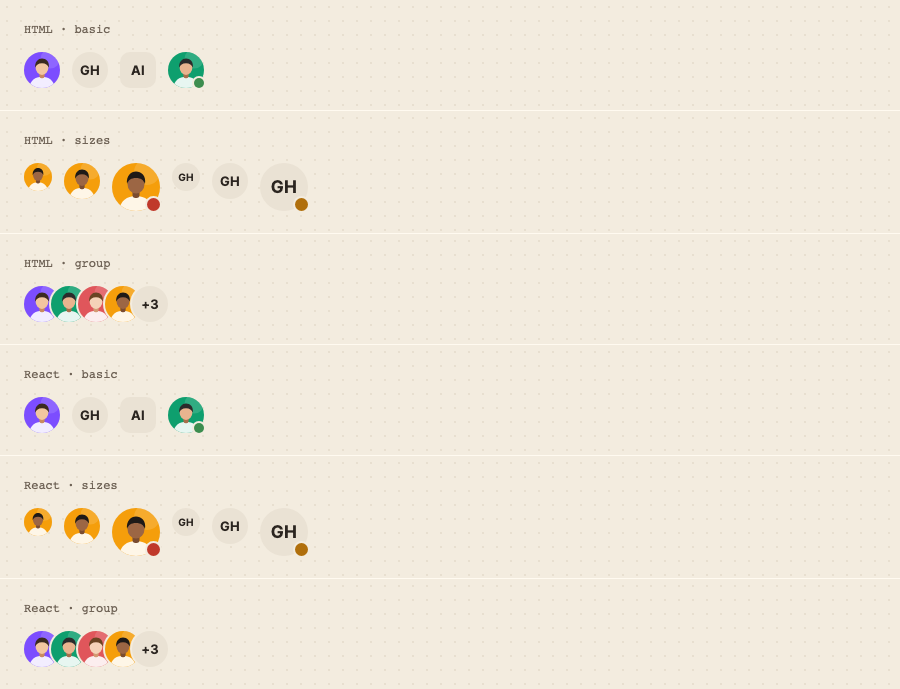 HTML · basic
GH AI
HTML · sizes
GH GH GH
HTML · group
+3
React · basic
GH AI
React · sizes
GH GH GH
React · group
+3